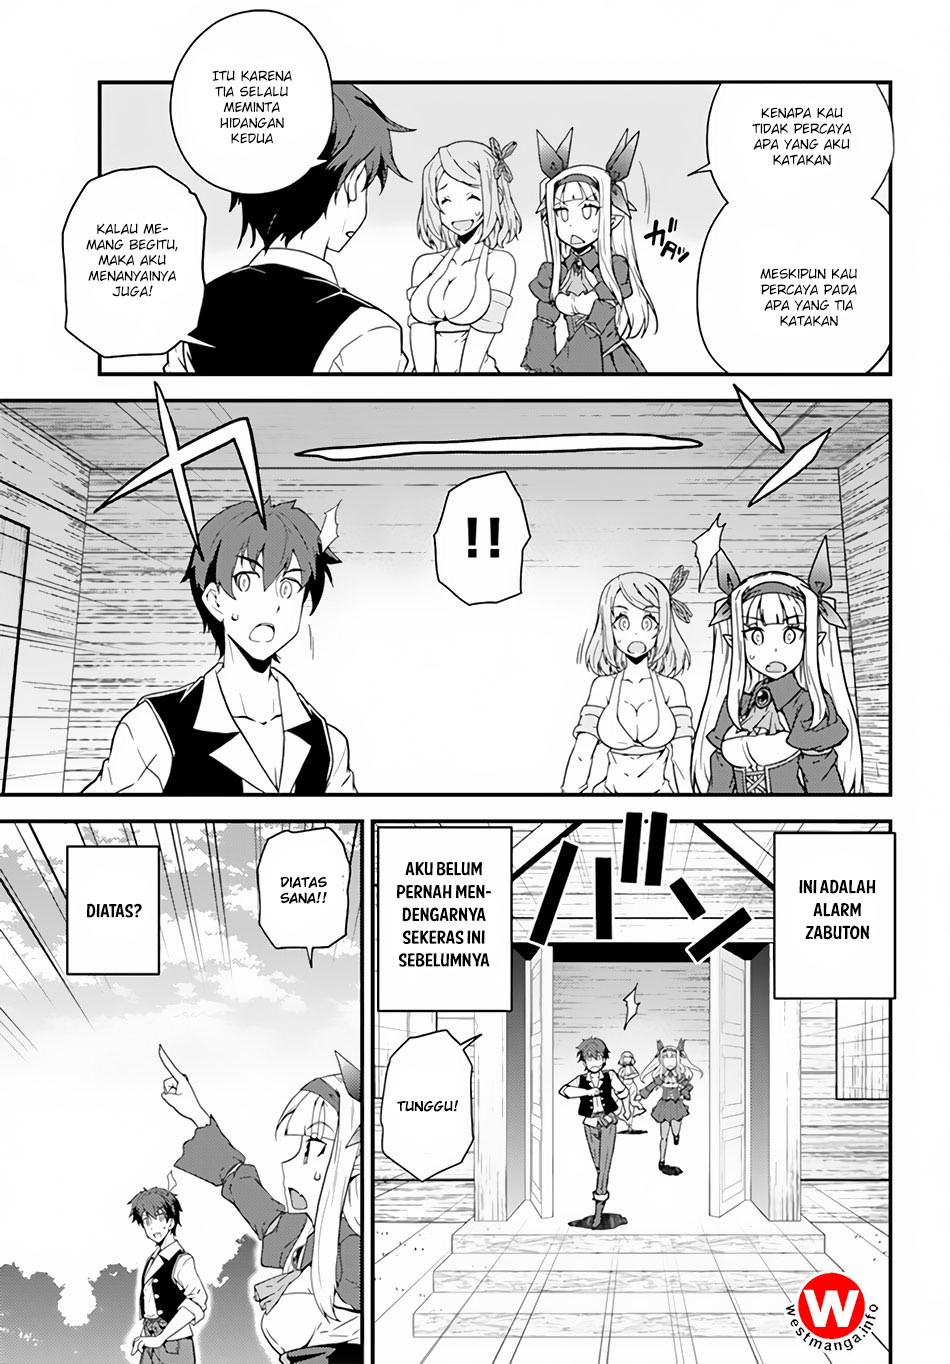 KENAPA KAU
TIDAK PERCAYA
APA YANG AKU
KATAKAN
MESKIPUN KAU
PERCAYA PADA
APA YANG TIA
KATAKAN
ガタッ
ITU KARENA
TIA SELALU
MEMINTA
HIDANGAN
KEDUA
KALAU ME-
MANG BEGITU,
MAKA AKU
MENANYAINYA
JUGA!
!!
INI ADALAH
ALARM
ZABUTON
バンッ
AKU BELUM
PERNAH MEN-
DENGARNYA
SEKERAS INI
SEBELUMNYA
TUNGGU!
DIATAS
SANA!!
DIATAS?
W
westmanga.info